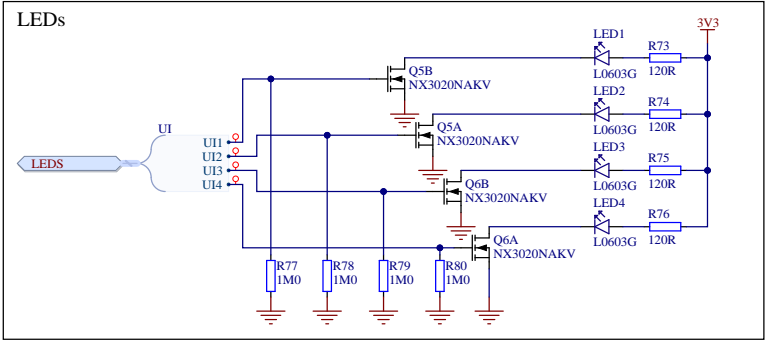 LEDs
3V3
LED1
R73
L0603G
120R
Q5B
NX3020NAKV
LED2
R74
L0603G
120R
Q5A
NX3020NAKV
UI
UI1
UI2
UI3
UI4
LEDS
LED3
R75
L0603G
120R
Q6B
NX3020NAKV
LED4
R76
L0603G
120R
Q6A
NX3020NAKV
R77
1M0
R78
1M0
R79
1M0
R80
1M0